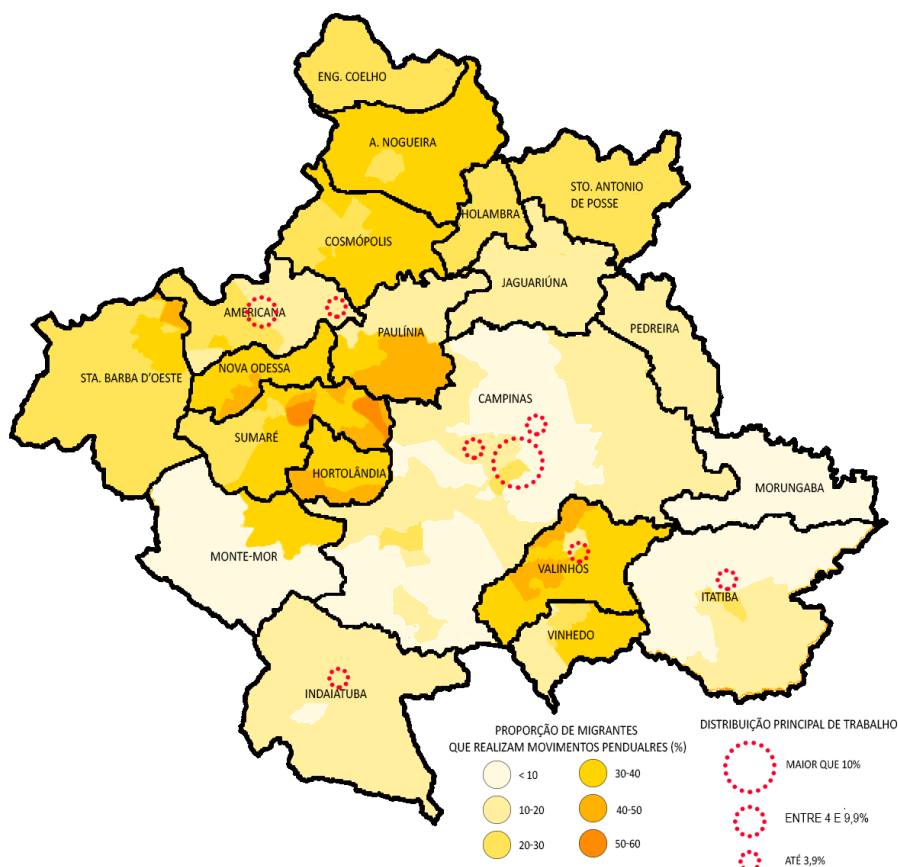 ENG. COELHO
A. NOGUEIRA
STO. ANTONIO
DE POSSE
HOLAMBRA
COSMÓPOLIS
JAGUARIÚNA
AMERICANA
PAULÍNIA
PEDREIRA
NOVA ODESSA
STA. BARBA D'OESTE
CAMPINAS
SUMARÉ
HORTOLÂNDIA
MORUNGABA
MONTE-MOR
VALINHOS
ITATIBA
VINHEDO
INDAIATUBA
PROPORÇÃO DE MIGRANTES
QUE REALIZAM MOVIMENTOS PENDUALRES (%)
< 10
30-40
10-20
40-50
20-30
50-60
DISTRIBUIÇÃO PRINCIPAL DE TRABALHO
MAIOR QUE 10%
ENTRE 4 E 9,9%
ATÉ 3,9%